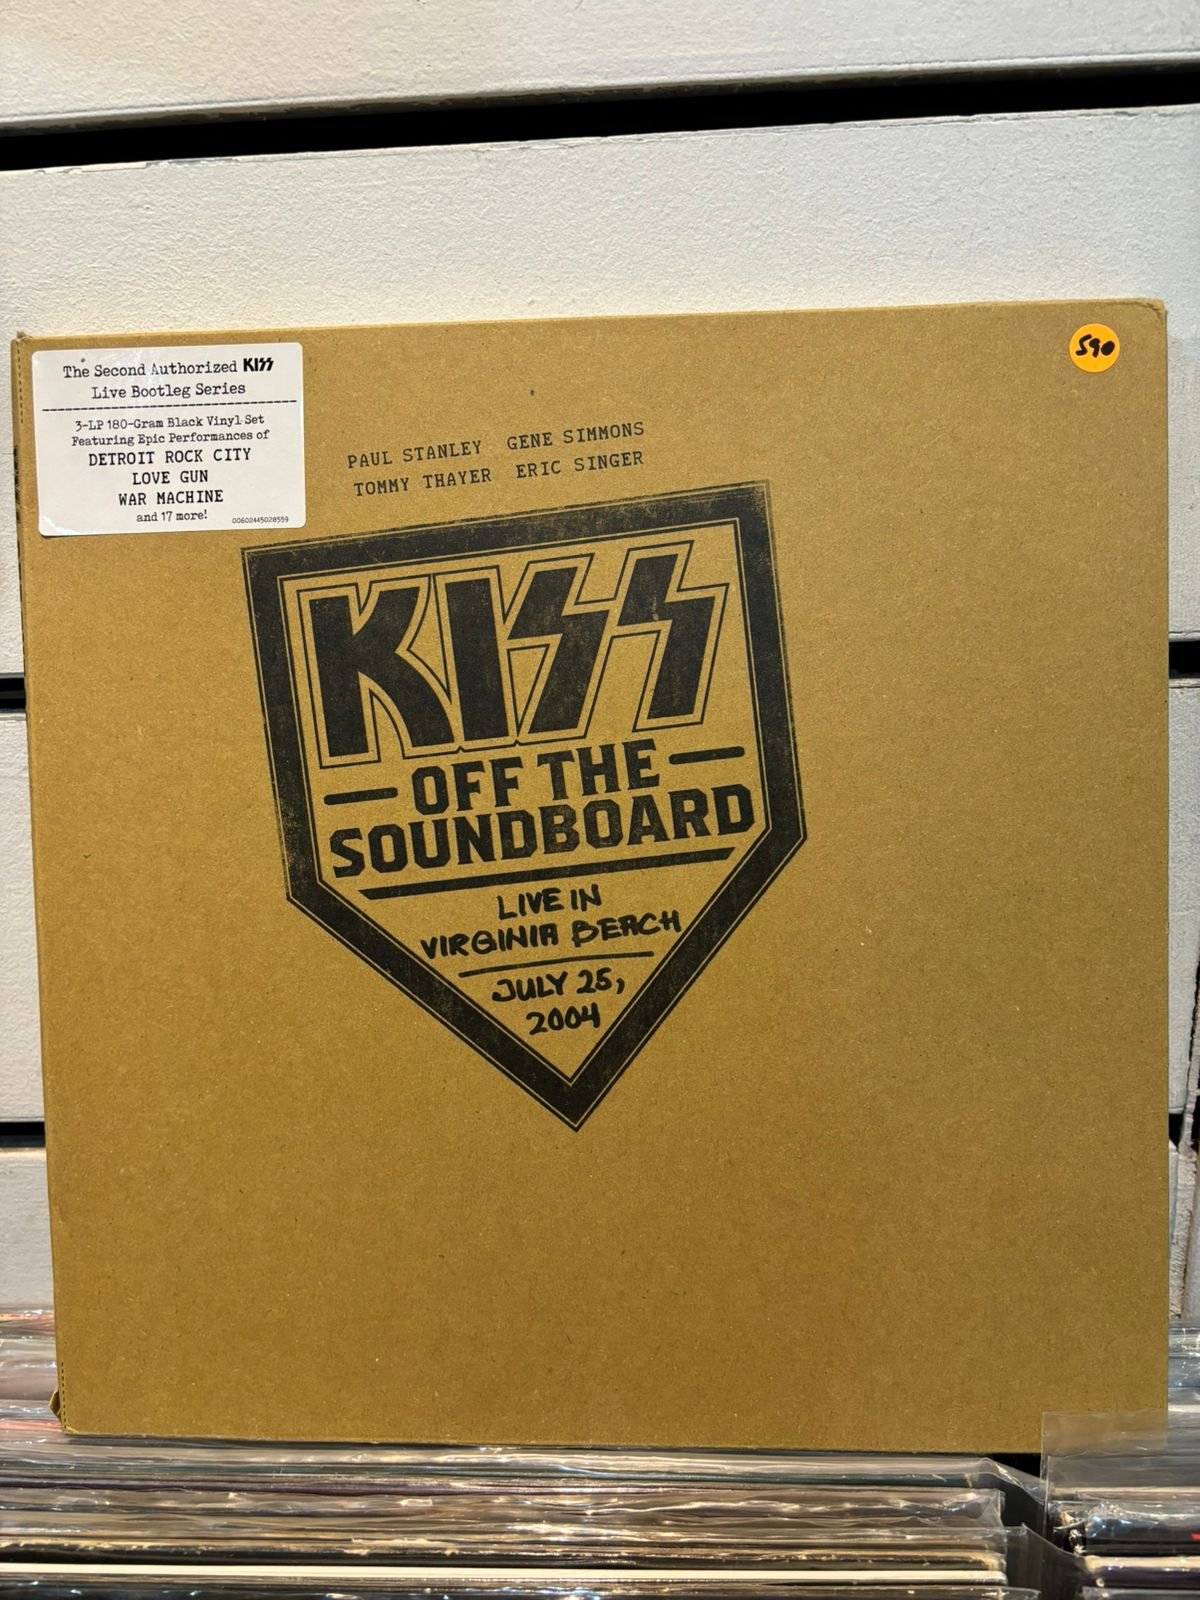 The Second Authorized KISS
Live Bootleg Series
3-LP 180-Gram Black Vinyl Set
Featuring Epic Performances of
DETROIT ROCK CITY
LOVE GUN
WAR MACHINE
and 17 more!
00602445028559
590
PAUL STANLEY GENE SIMMONS
TOMMY THAYER ERIC SINGER
KISS
OFF THE
SOUNDBOARD
LIVE IN
VIRGINIA BEACH
JULY 25,
2004